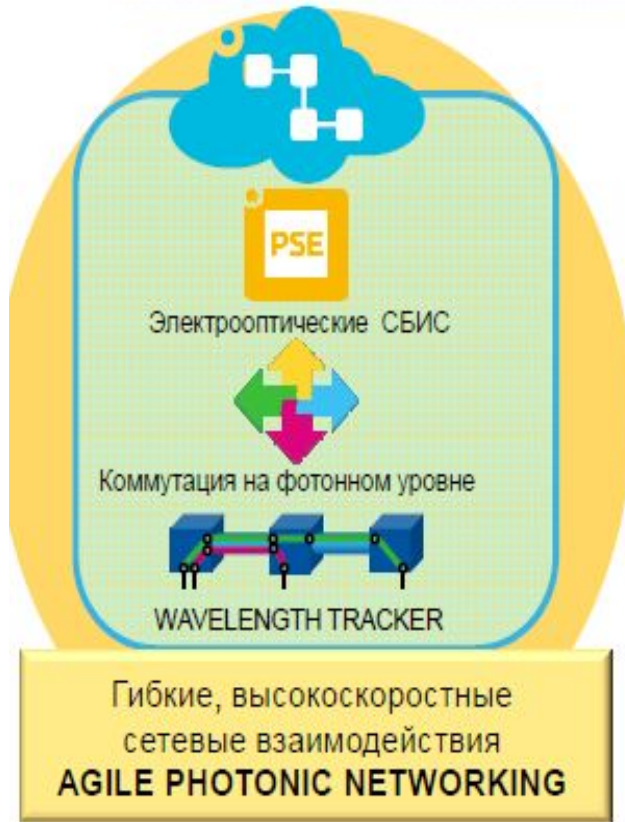 PSE
Электрооптические СБИС
Коммутация на фотонном уровне
WAVELENGTH TRACKER
Гибкие, высокоскоростные
сетевые взаимодействия
AGILE PHOTONIC NETWORKING